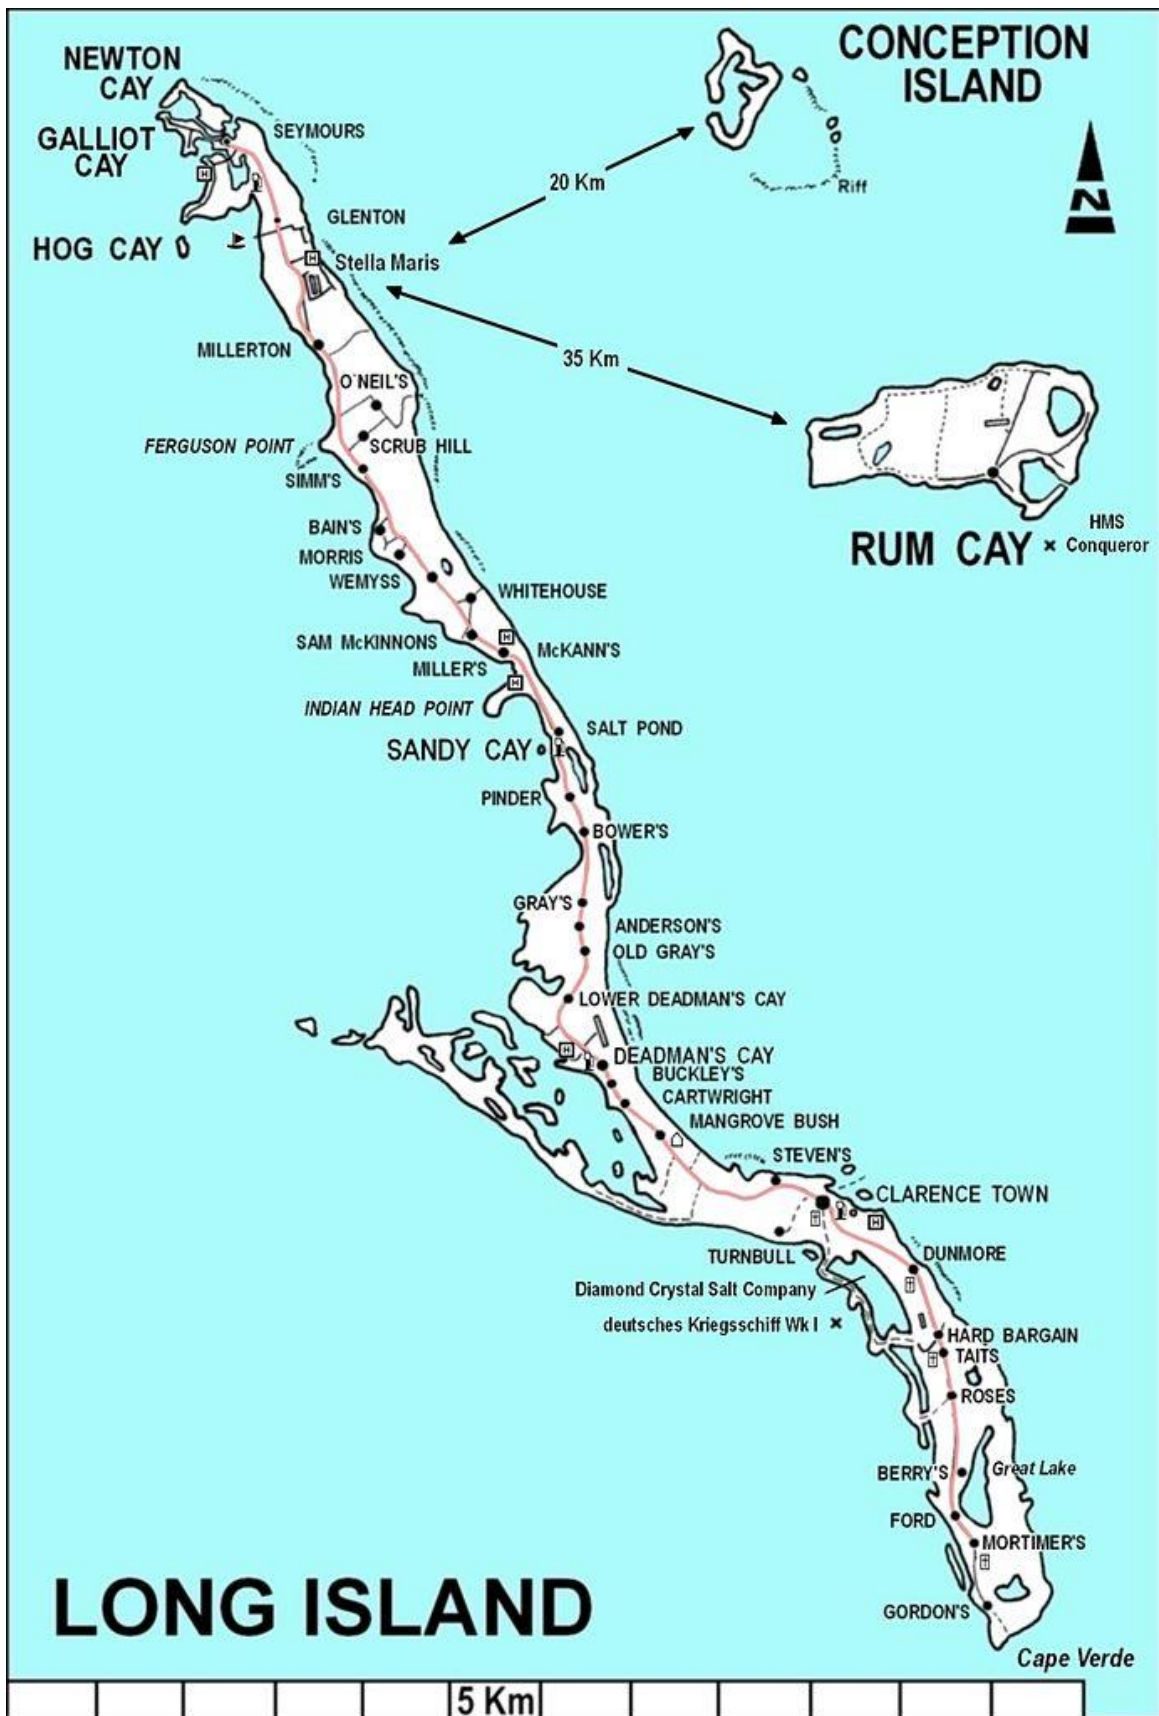 NEWTON
CAY
CONCEPTION
ISLAND
SEYMOURS
GALLIOT
CAY
H
20 Km
Riff
N
GLENTON
HOG CAY
H
Stella Maris
MILLERTON
35 Km
O'NEIL'S
FERGUSON POINT
SCRUB HILL
SIMM'S
BAIN'S
HMS
RUM CAY × Conqueror
MORRIS
WEMYSS
WHITEHOUSE
SAM McKINNONS
H
McKANN'S
MILLER'S
H
INDIAN HEAD POINT
SALT POND
SANDY CAY
PINDER
BOWER'S
GRAY'S
ANDERSON'S
OLD GRAY'S
LOWER DEADMAN'S CAY
H
DEADMAN'S CAY
BUCKLEY'S
CARTWRIGHT
MANGROVE BUSH
STEVEN'S
CLARENCE TOWN
H
TURNBULL
DUNMORE
Diamond Crystal Salt Company
deutsches Kriegsschiff Wk I ×
HARD BARGAIN
TAITS
ROSES
BERRY'S
Great Lake
FORD
MORTIMER'S
LONG ISLAND
GORDON'S
Cape Verde
5 Km